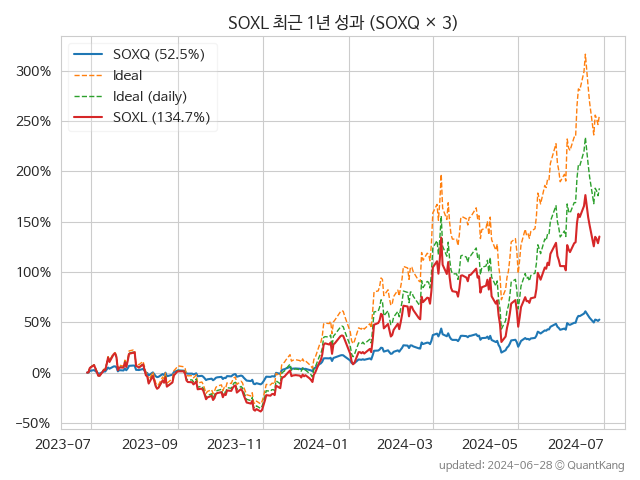 SOXL 최근 1년 성과 (SOXQ × 3)
SOXQ (52.5%)
Ideal
Ideal (daily)
SOXL (134.7%)
300%
250%
200%
150%
100%
50%
0%
−50%
2023-07 2023-09 2023-11 2024-01 2024-03 2024-05 2024-07
updated: 2024-06-28 © QuantKang